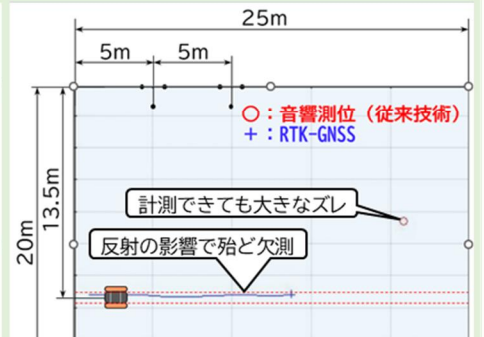 25m
5m
5m
○：音響測位（従来技術）
+：RTK-GNSS
13.5m
20m
計測できても大きなズレ
反射の影響で殆ど欠測